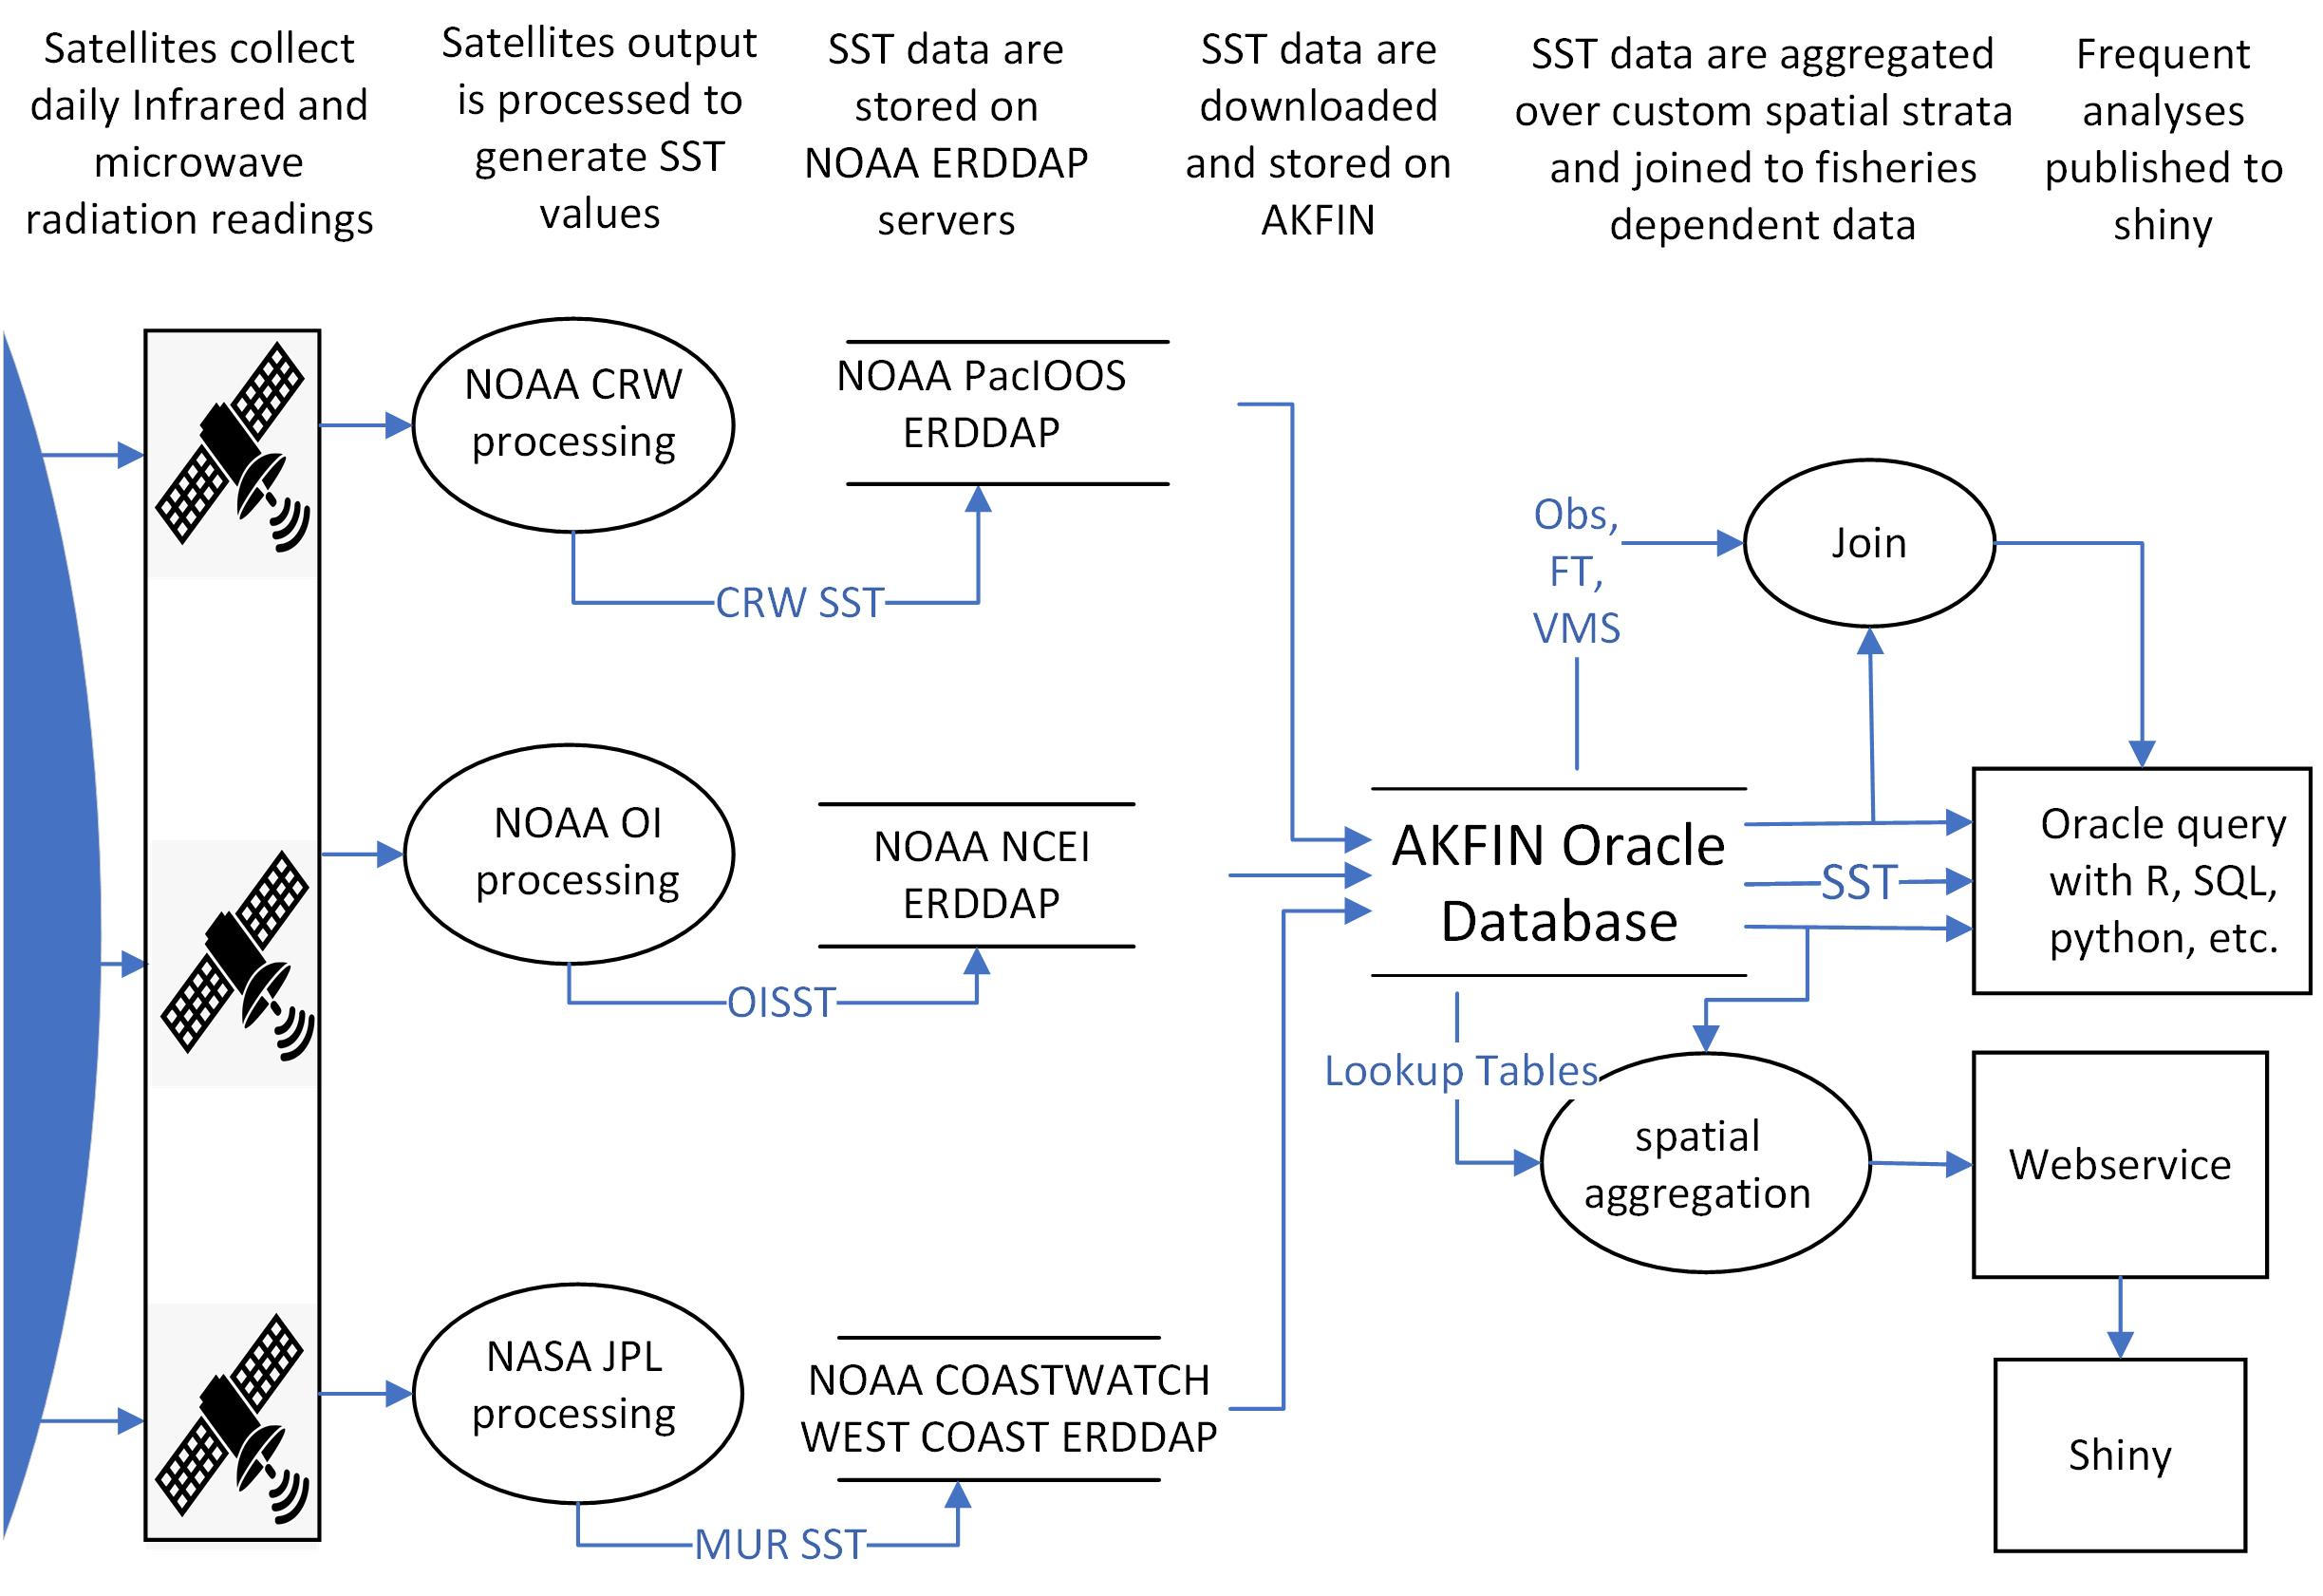 Satellites collect
daily Infrared and
microwave
radiation readings
Satellites output
is processed to
generate SST
values
SST data are
stored on
NOAA ERDDAP
servers
SST data are
downloaded
and stored on
AKFIN
SST data are aggregated
over custom spatial strata
and joined to fisheries
dependent data
Frequent
analyses
published to
shiny
NOAA CRW
processing
NOAA PacIOOS
ERDDAP
CRW SST
Obs,
FT,
VMS
Join
NOAA OI
processing
NOAA NCEI
ERDDAP
OISST
AKFIN Oracle
Database
SST
Oracle query
with R, SQL,
python, etc.
Lookup Tables
spatial
aggregation
Webservice
NASA JPL
processing
NOAA COASTWATCH
WEST COAST ERDDAP
MUR SST
Shiny